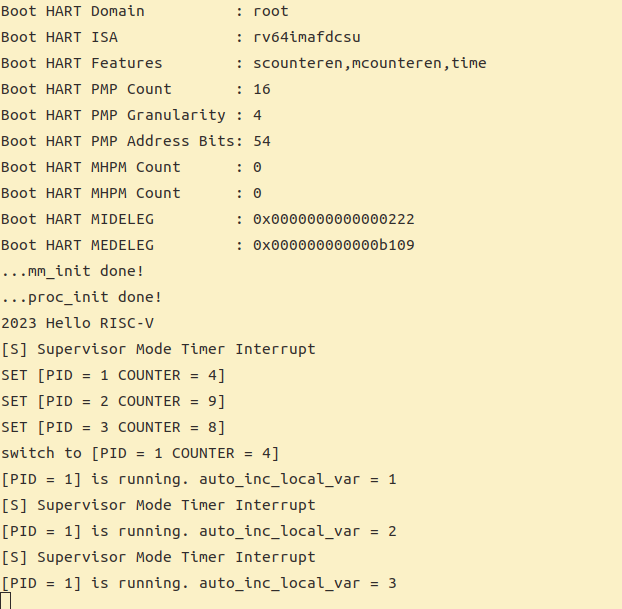 Boot HART Domain          : root
Boot HART ISA             : rv64imafdcsu
Boot HART Features        : scounteren,mcounteren,time
Boot HART PMP Count       : 16
Boot HART PMP Granularity : 4
Boot HART PMP Address Bits: 54
Boot HART MHPM Count      : 0
Boot HART MHPM Count      : 0
Boot HART MIDELEG         : 0x0000000000000222
Boot HART MEDELEG         : 0x000000000000b109
...mm_init done!
...proc_init done!
2023 Hello RISC-V
[S] Supervisor Mode Timer Interrupt
SET [PID = 1 COUNTER = 4]
SET [PID = 2 COUNTER = 9]
SET [PID = 3 COUNTER = 8]
switch to [PID = 1 COUNTER = 4]
[PID = 1] is running. auto_inc_local_var = 1
[S] Supervisor Mode Timer Interrupt
[PID = 1] is running. auto_inc_local_var = 2
[S] Supervisor Mode Timer Interrupt
[PID = 1] is running. auto_inc_local_var = 3